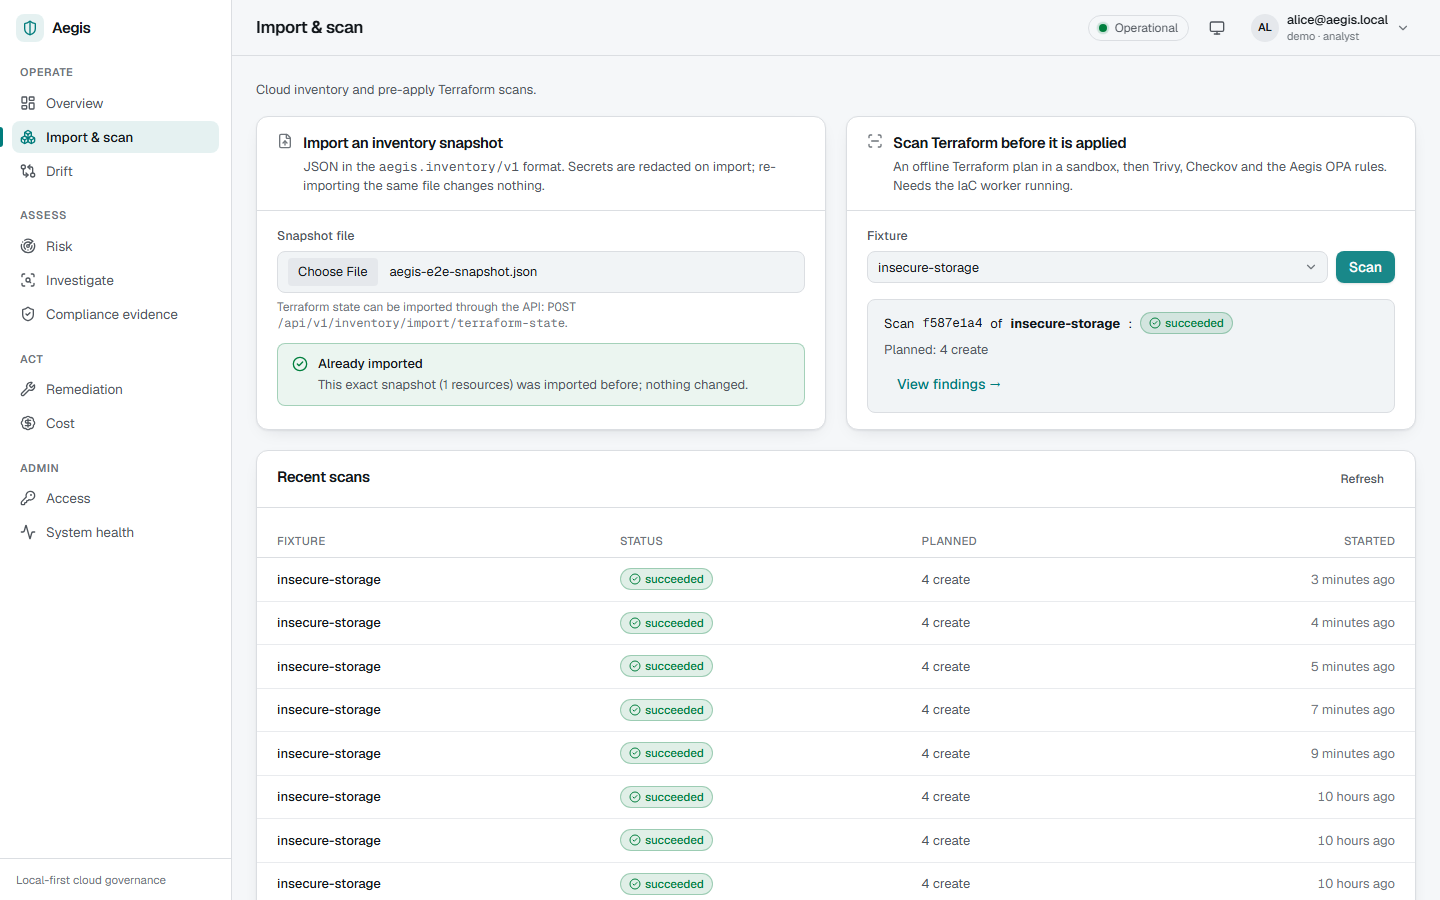 Aegis
OPERATE
Overview
Import & scan
Drift
ASSESS
Risk
Investigate
Compliance evidence
ACT
Remediation
Cost
ADMIN
Access
System health
Local-first cloud governance
Import & scan
Operational
AL
alice@aegis.local
demo · analyst
Cloud inventory and pre-apply Terraform scans.
Import an inventory snapshot
JSON in the aegis.inventory/v1 format. Secrets are redacted on import; re-
importing the same file changes nothing.
Snapshot file
Choose File aegis-e2e-snapshot.json
Terraform state can be imported through the API: POST
/api/v1/inventory/import/terraform-state.
Already imported
This exact snapshot (1 resources) was imported before; nothing changed.
Scan Terraform before it is applied
An offline Terraform plan in a sandbox, then Trivy, Checkov and the Aegis OPA rules.
Needs the IaC worker running.
Fixture
insecure-storage
Scan
Scan f587e1a4 of insecure-storage : succeeded
Planned: 4 create
View findings →
Recent scans
Refresh
FIXTURE STATUS PLANNED STARTED
insecure-storage succeeded 4 create 3 minutes ago
insecure-storage succeeded 4 create 4 minutes ago
insecure-storage succeeded 4 create 5 minutes ago
insecure-storage succeeded 4 create 7 minutes ago
insecure-storage succeeded 4 create 9 minutes ago
insecure-storage succeeded 4 create 10 hours ago
insecure-storage succeeded 4 create 10 hours ago
insecure-storage succeeded 4 create 10 hours ago